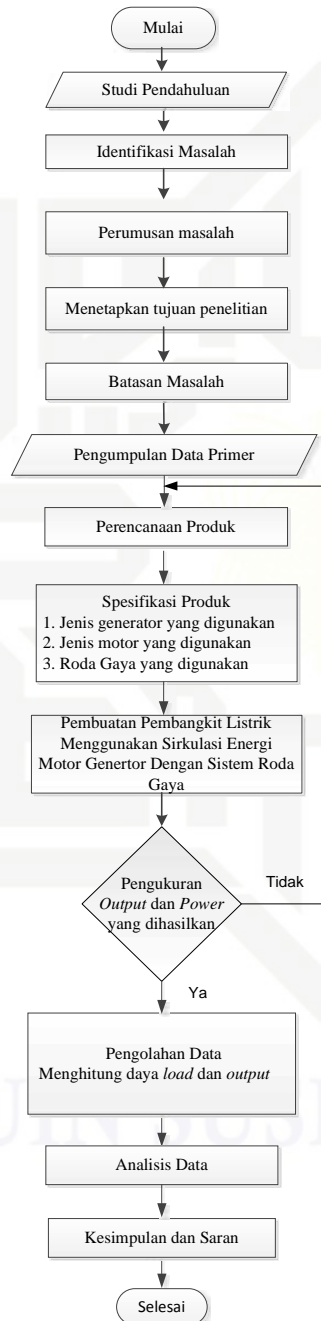 Mulai
Studi Pendahuluan
Identifikasi Masalah
Perumusan masalah
Menetapkan tujuan penelitian
Batasan Masalah
Pengumpulan Data Primer
Perencanaan Produk
Spesifikasi Produk
1. Jenis generator yang digunakan
2. Jenis motor yang digunakan
3. Roda Gaya yang digunakan
Pembuatan Pembangkit Listrik
Menggunakan Sirkulasi Energi
Motor Genertor Dengan Sistem Roda
Gaya
Pengukuran
Output dan Power
yang dihasilkan
Tidak
Ya
Pengolahan Data
Menghitung daya load dan output
UIN SUS
Analisis Data
Kesimpulan dan Saran
Selesai